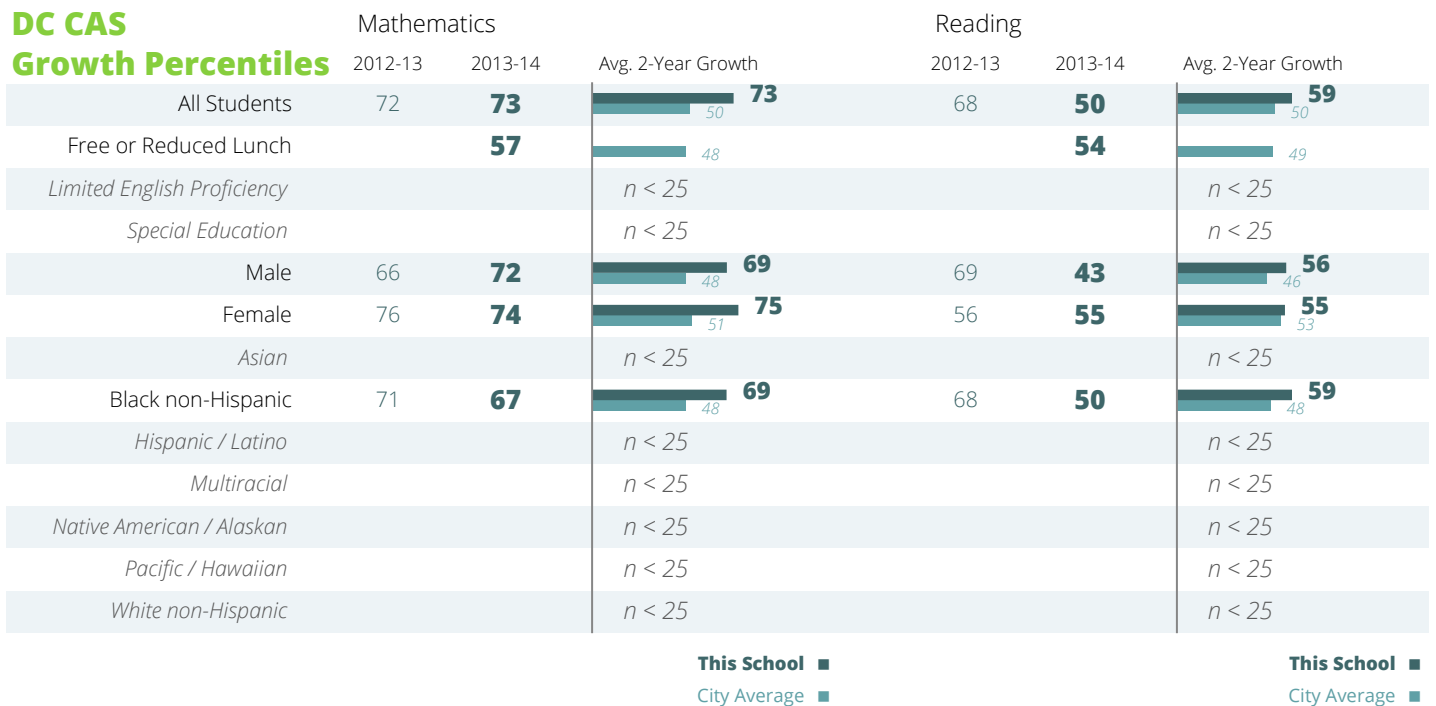 DC CAS Mathematics Reading
Growth Percentiles 2012-13 2013-14 Avg. 2-Year Growth 2012-13 2013-14 Avg. 2-Year Growth
All Students 72 73 73 50 68 50 59 50
Free or Reduced Lunch 57 48 54 49
Limited English Proficiency n < 25 n < 25
Special Education n < 25 n < 25
Male 66 72 69 48 69 43 56 46
Female 76 74 75 51 56 55 55 53
Asian n < 25 n < 25
Black non-Hispanic 71 67 69 48 68 50 59 48
Hispanic / Latino n < 25 n < 25
Multiracial n < 25 n < 25
Native American / Alaskan n < 25 n < 25
Pacific / Hawaiian n < 25 n < 25
White non-Hispanic n < 25 n < 25
This School This School
City Average City Average